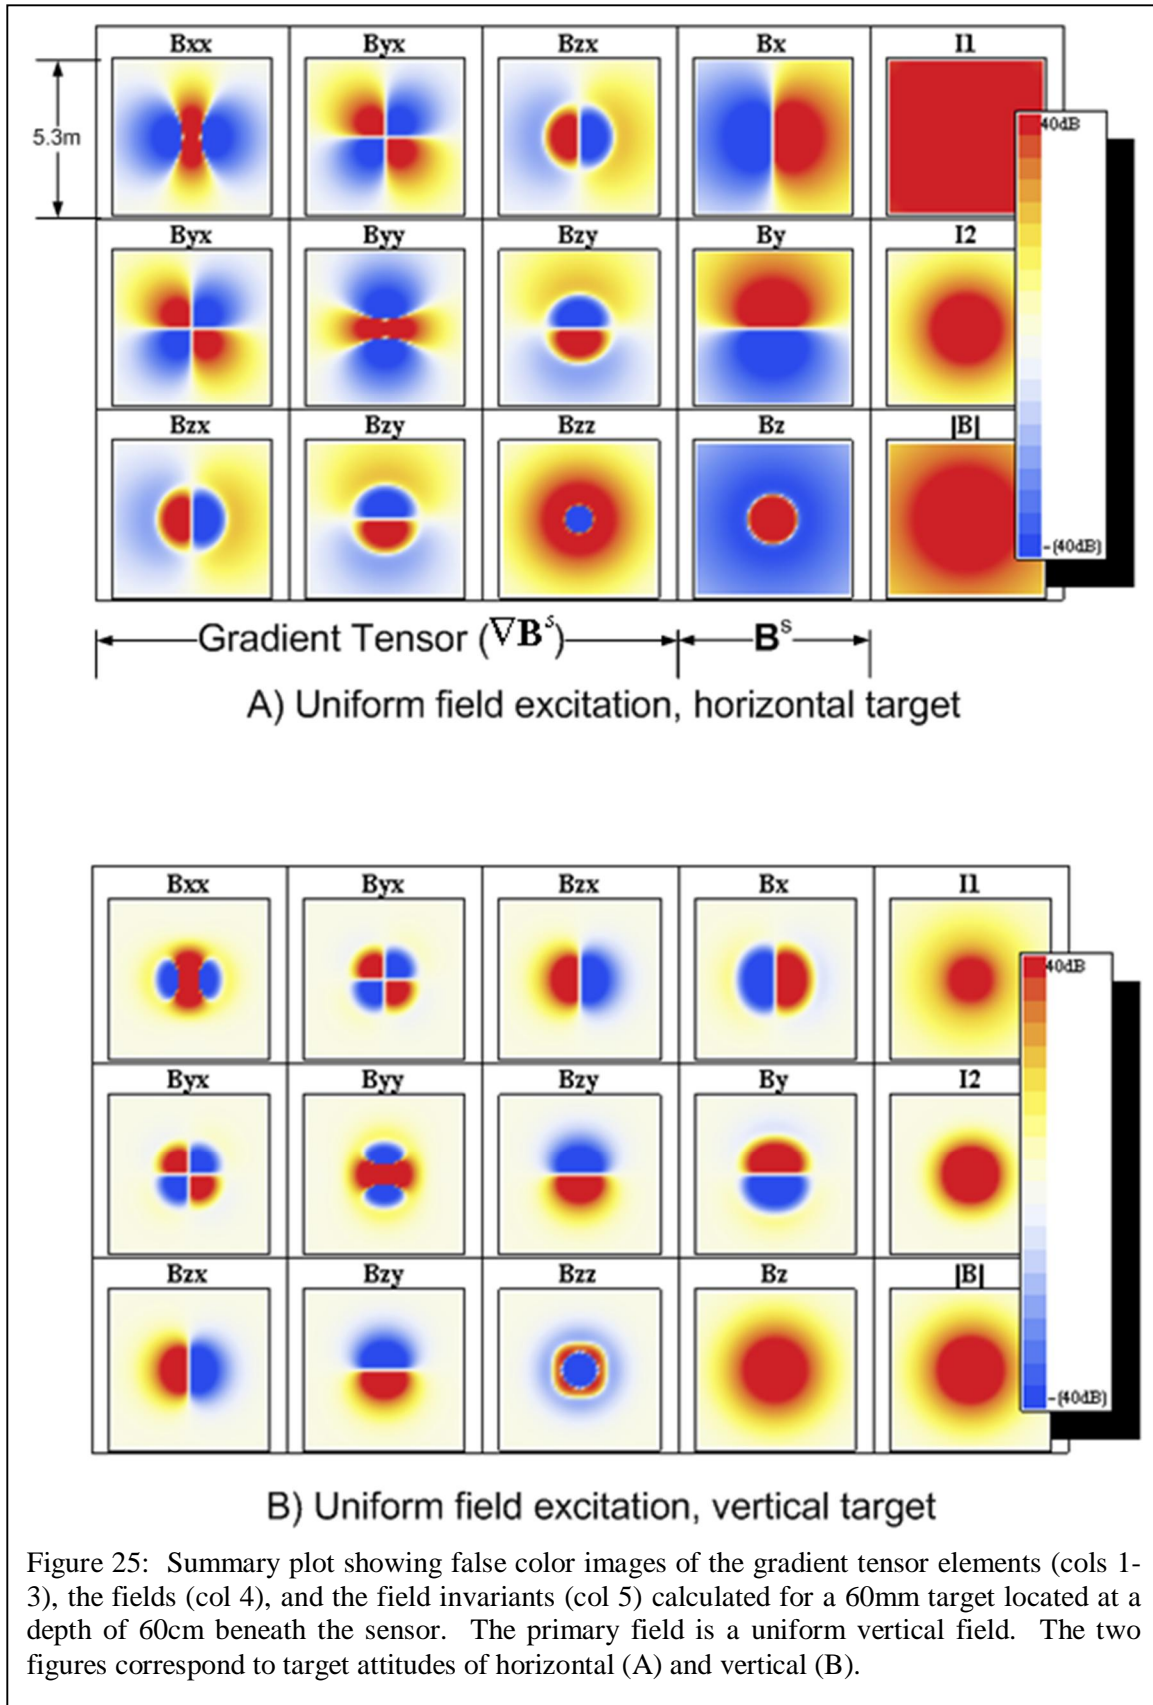 Bxx Byx Bzx Bx I1
40dB
5.3m
Byx Byy Bzy By I2
Bzx Bzy Bzz Bz |B|
-(40dB)
Gradient Tensor (∇Bˢ) Bˢ
A) Uniform field excitation, horizontal target
Bxx Byx Bzx Bx I1
40dB
Byx Byy Bzy By I2
Bzx Bzy Bzz Bz |B|
-(40dB)
B) Uniform field excitation, vertical target
Figure 25: Summary plot showing false color images of the gradient tensor elements (cols 1-
3), the fields (col 4), and the field invariants (col 5) calculated for a 60mm target located at a
depth of 60cm beneath the sensor. The primary field is a uniform vertical field. The two
figures correspond to target attitudes of horizontal (A) and vertical (B).